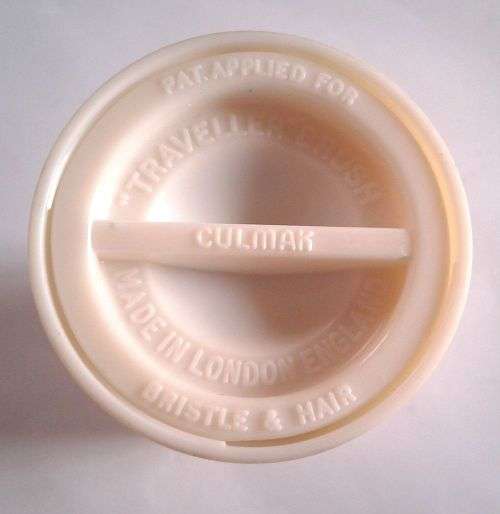 PAT. APPLIED FOR
"TRAVELLER" BRUSH
CULMAK
MADE IN LONDON ENGLAND
BRISTLE & HAIR